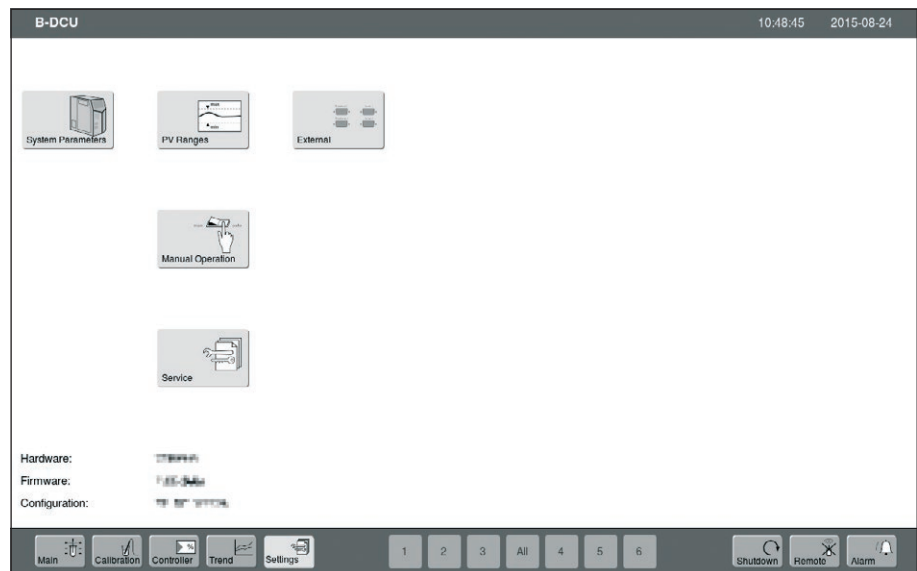 B-DCU 10:48:45 2015-08-24
System Parameters PV Ranges External
Manual Operation
Service
Hardware:
Firmware:
Configuration:
Main Calibration Controller Trend Settings 1 2 3 All 4 5 6 Shutdown Remote Alarm